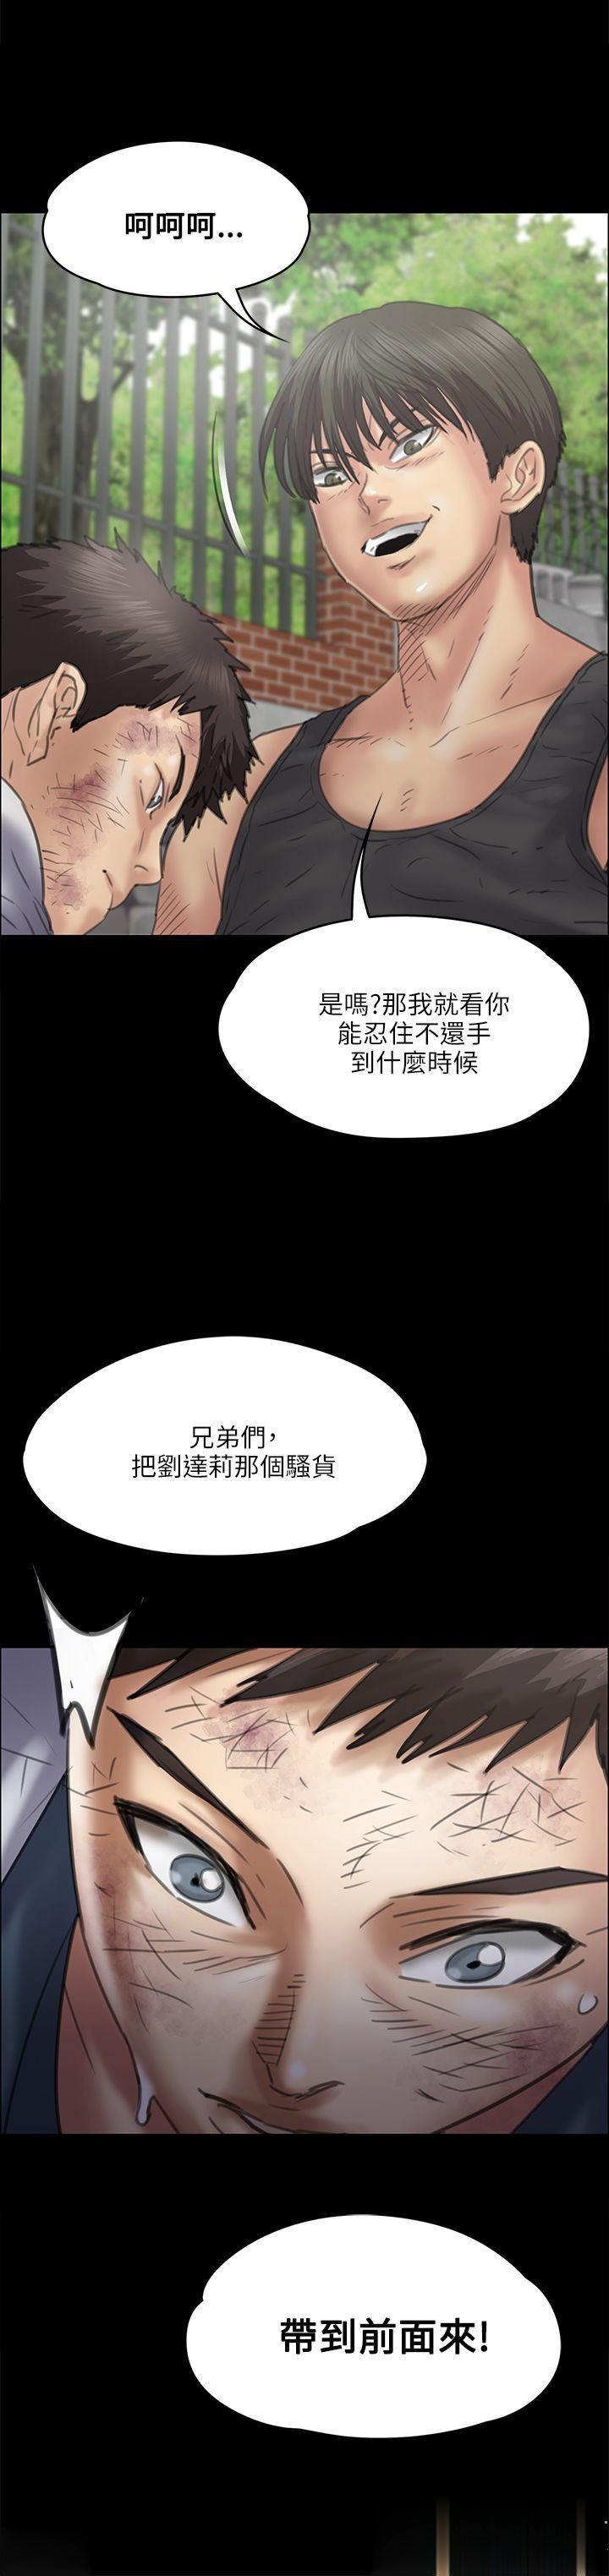 呵呵呵...
是嗎?那我就看你
能忍住不還手
到什麼時候
兄弟們,
把劉達莉那個騷貨
帶到前面來!